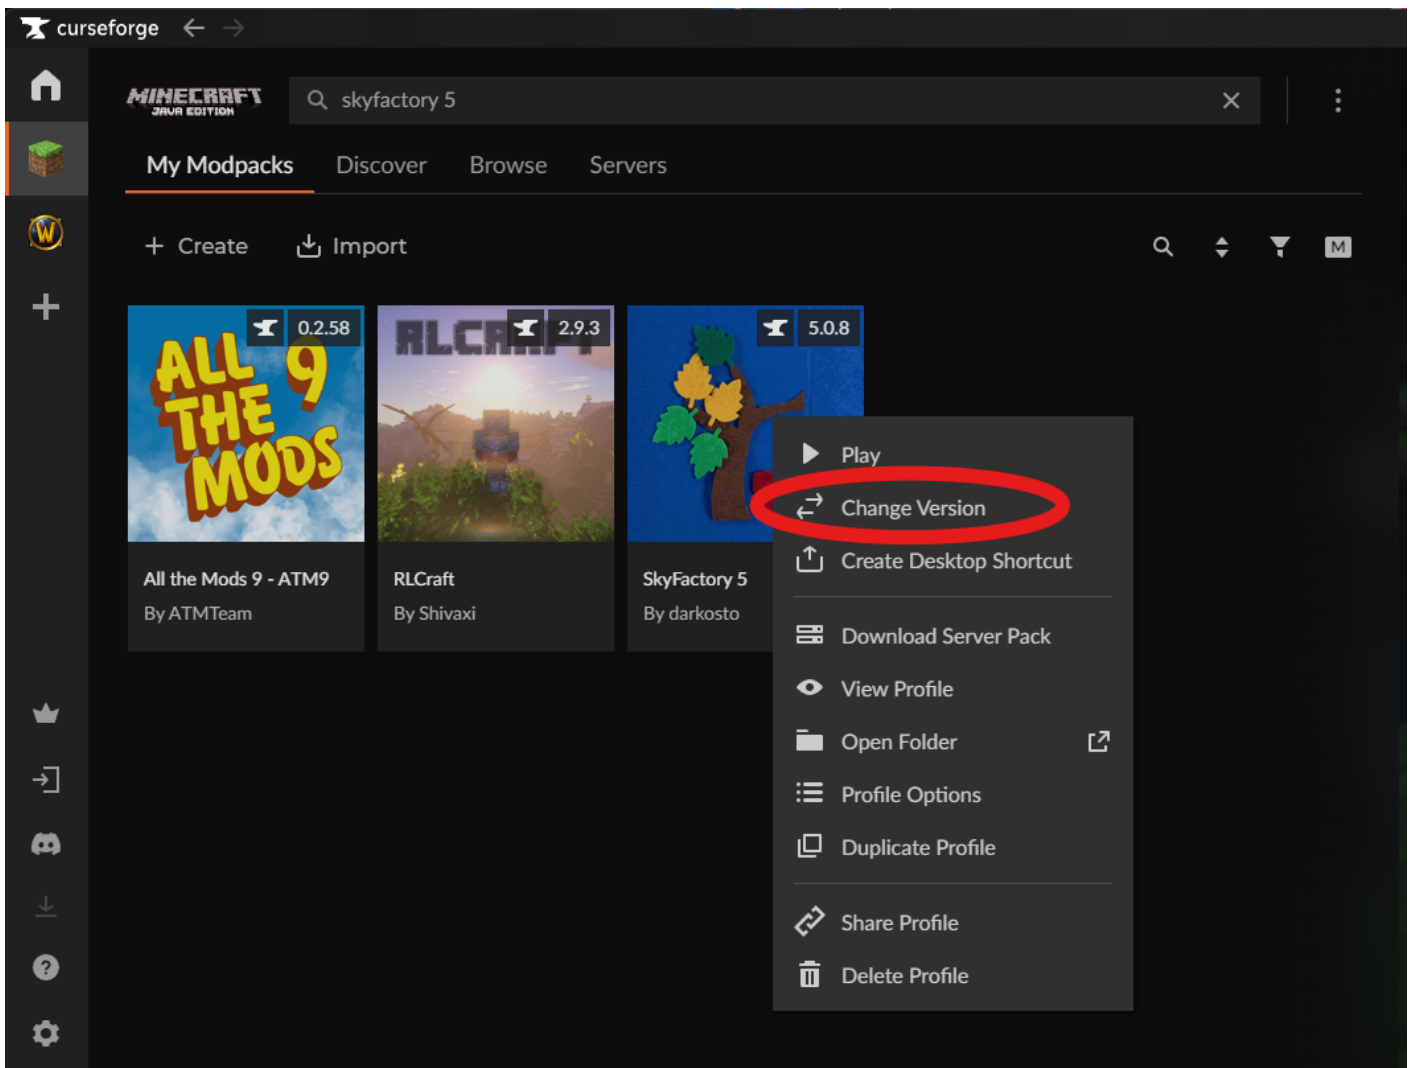 curseforge
MINECRAFT
JAVA EDITION
skyfactory 5
My Modpacks
Discover
Browse
Servers
Create
Import
M
0.2.58
ALL
THE 9
MODS
2.9.3
RLCRAFT
5.0.8
All the Mods 9 - ATM9
By ATMTeam
RLCraft
By Shivaxi
SkyFactory 5
By darkosto
Play
Change Version
Create Desktop Shortcut
Download Server Pack
View Profile
Open Folder
Profile Options
Duplicate Profile
Share Profile
Delete Profile
W
?